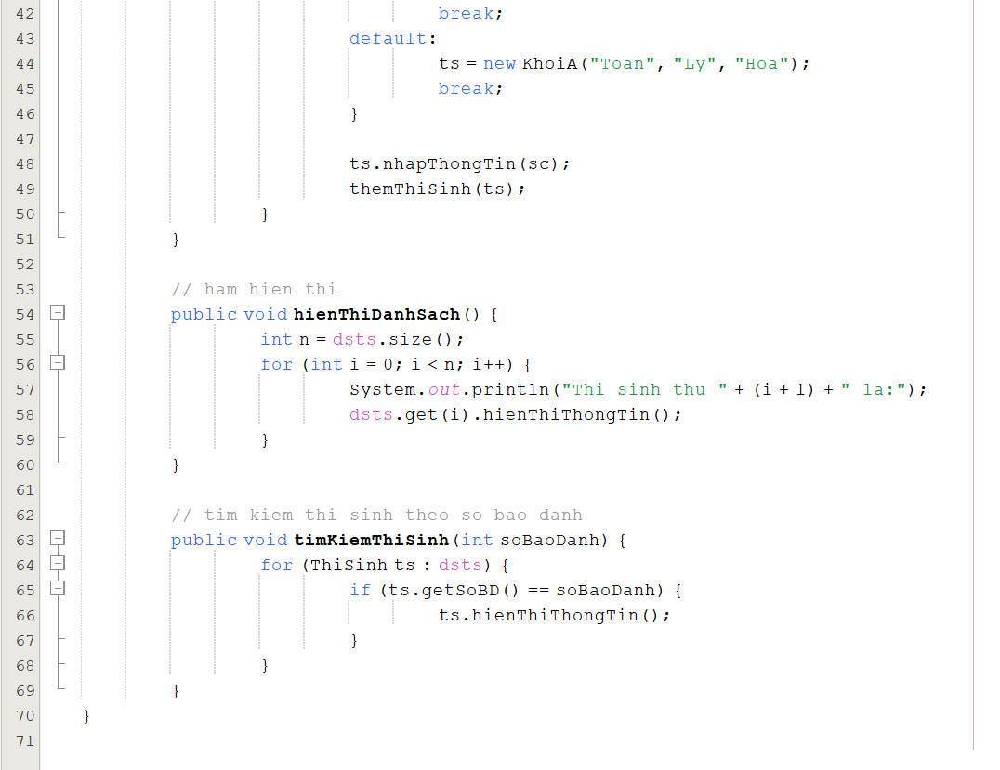 42 break;
43 default:
44 ts = new KhoiA("Toan", "Ly", "Hoa");
45 break;
46 }
47
48 ts.nhapThongTin(sc);
49 themThiSinh(ts);
50 }
51 }
52
53 // ham hien thi
54 public void hienThiDanhSach() {
55 int n = dsts.size();
56 for (int i = 0; i < n; i++) {
57 System.out.println("Thi sinh thu " + (i + 1) + " la:");
58 dsts.get(i).hienThiThongTin();
59 }
60 }
61
62 // tim kiem thi sinh theo so bao danh
63 public void timKiemThiSinh(int soBaoDanh) {
64 for (ThiSinh ts : dsts) {
65 if (ts.getSoBD() == soBaoDanh) {
66 ts.hienThiThongTin();
67 }
68 }
69 }
70 }
71